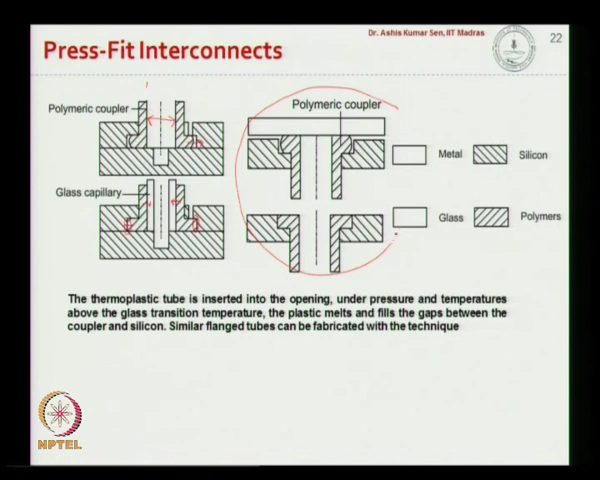 Dr. Ashis Kumar Sen, IIT Madras
22
Press-Fit Interconnects
Polymeric coupler
Glass capillary
Polymeric coupler
Metal
Silicon
Glass
Polymers
The thermoplastic tube is inserted into the opening, under pressure and temperatures
above the glass transition temperature, the plastic melts and fills the gaps between the
coupler and silicon. Similar flanged tubes can be fabricated with the technique
NPTEL